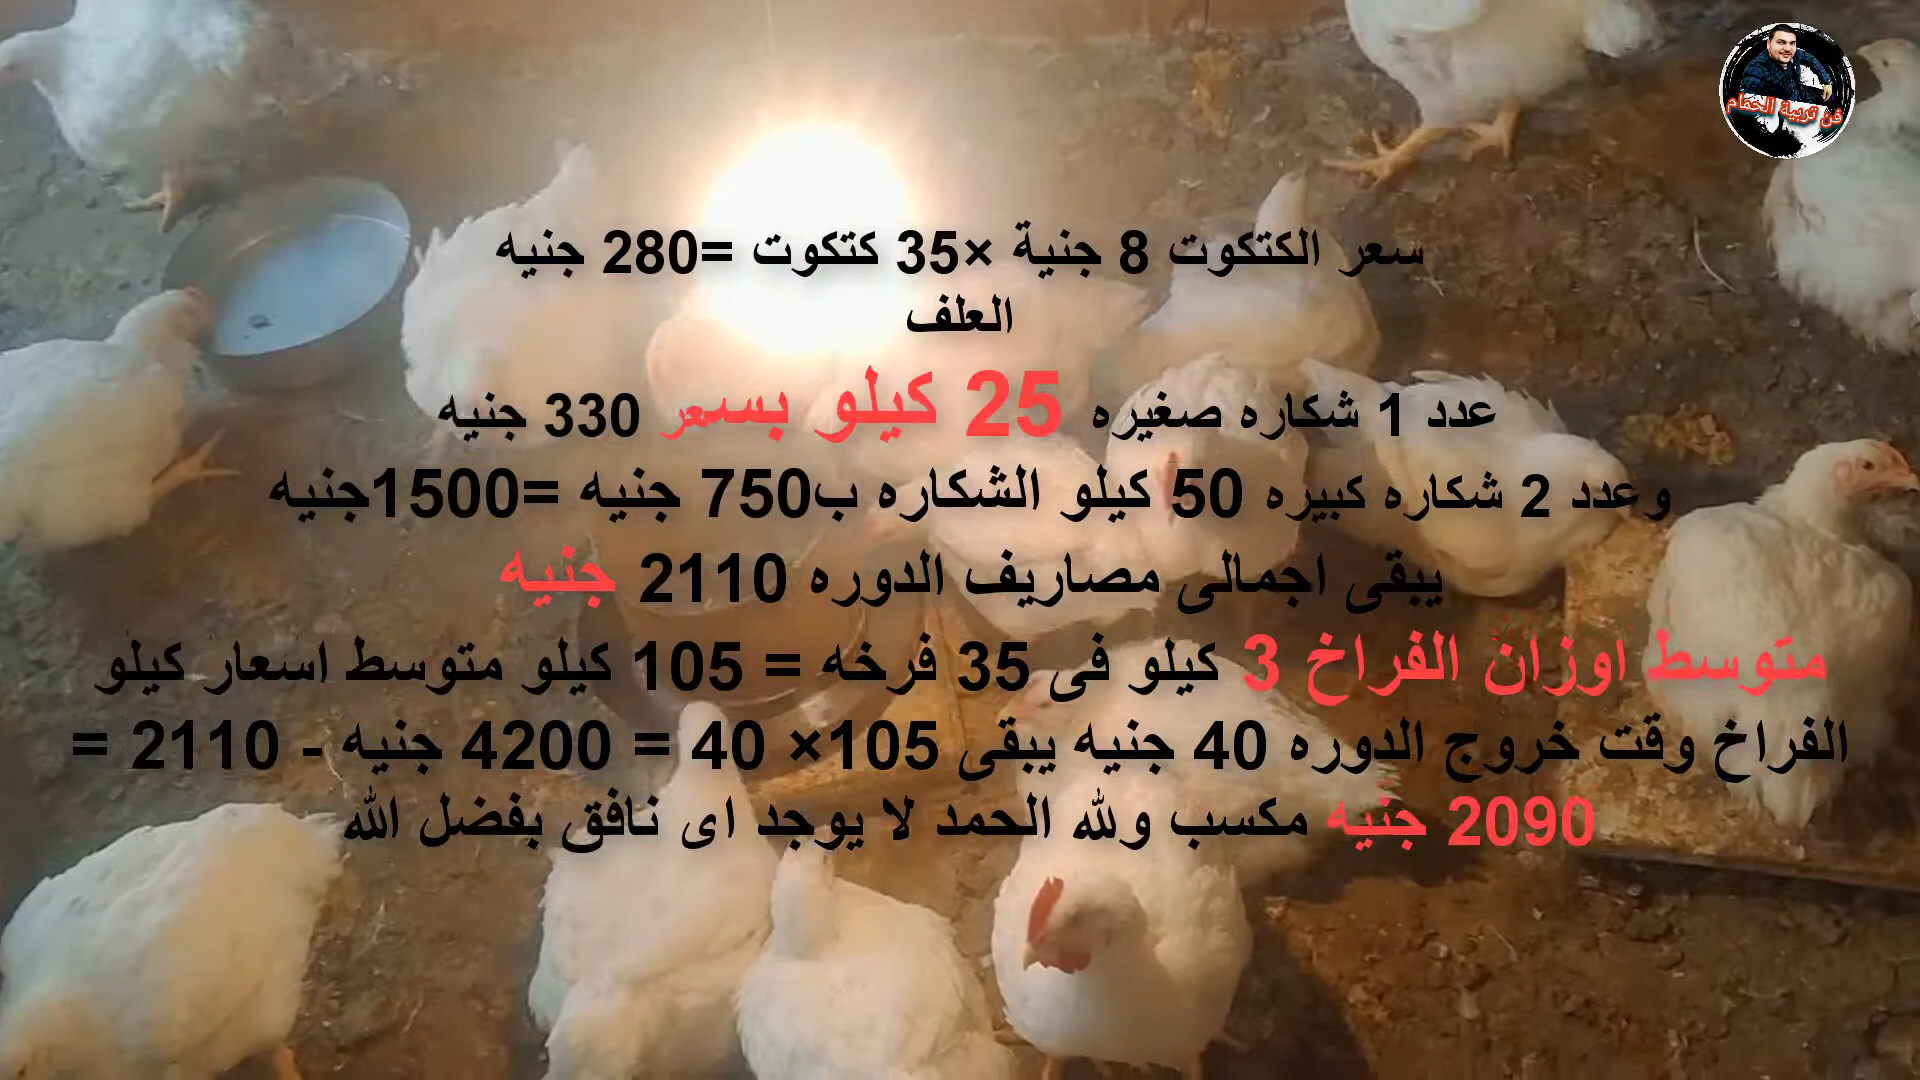 فن تربية الحمام
سعر الكتكوت 8 جنية ×35 كتكوت =280 جنيه
العلف
عدد 1 شكاره صغيره 25 كيلو بسعر 330 جنيه
وعدد 2 شكاره كبيره 50 كيلو الشكاره ب750 جنيه =1500جنيه
يبقى اجمالى مصاريف الدوره 2110 جنيه
متوسط اوزان الفراخ 3 كيلو فى 35 فرخه = 105 كيلو متوسط اسعار كيلو
الفراخ وقت خروج الدوره 40 جنيه يبقى 105× 40 = 4200 جنيه - 2110 =
2090 جنيه مكسب ولله الحمد لا يوجد اى نافق بفضل الله